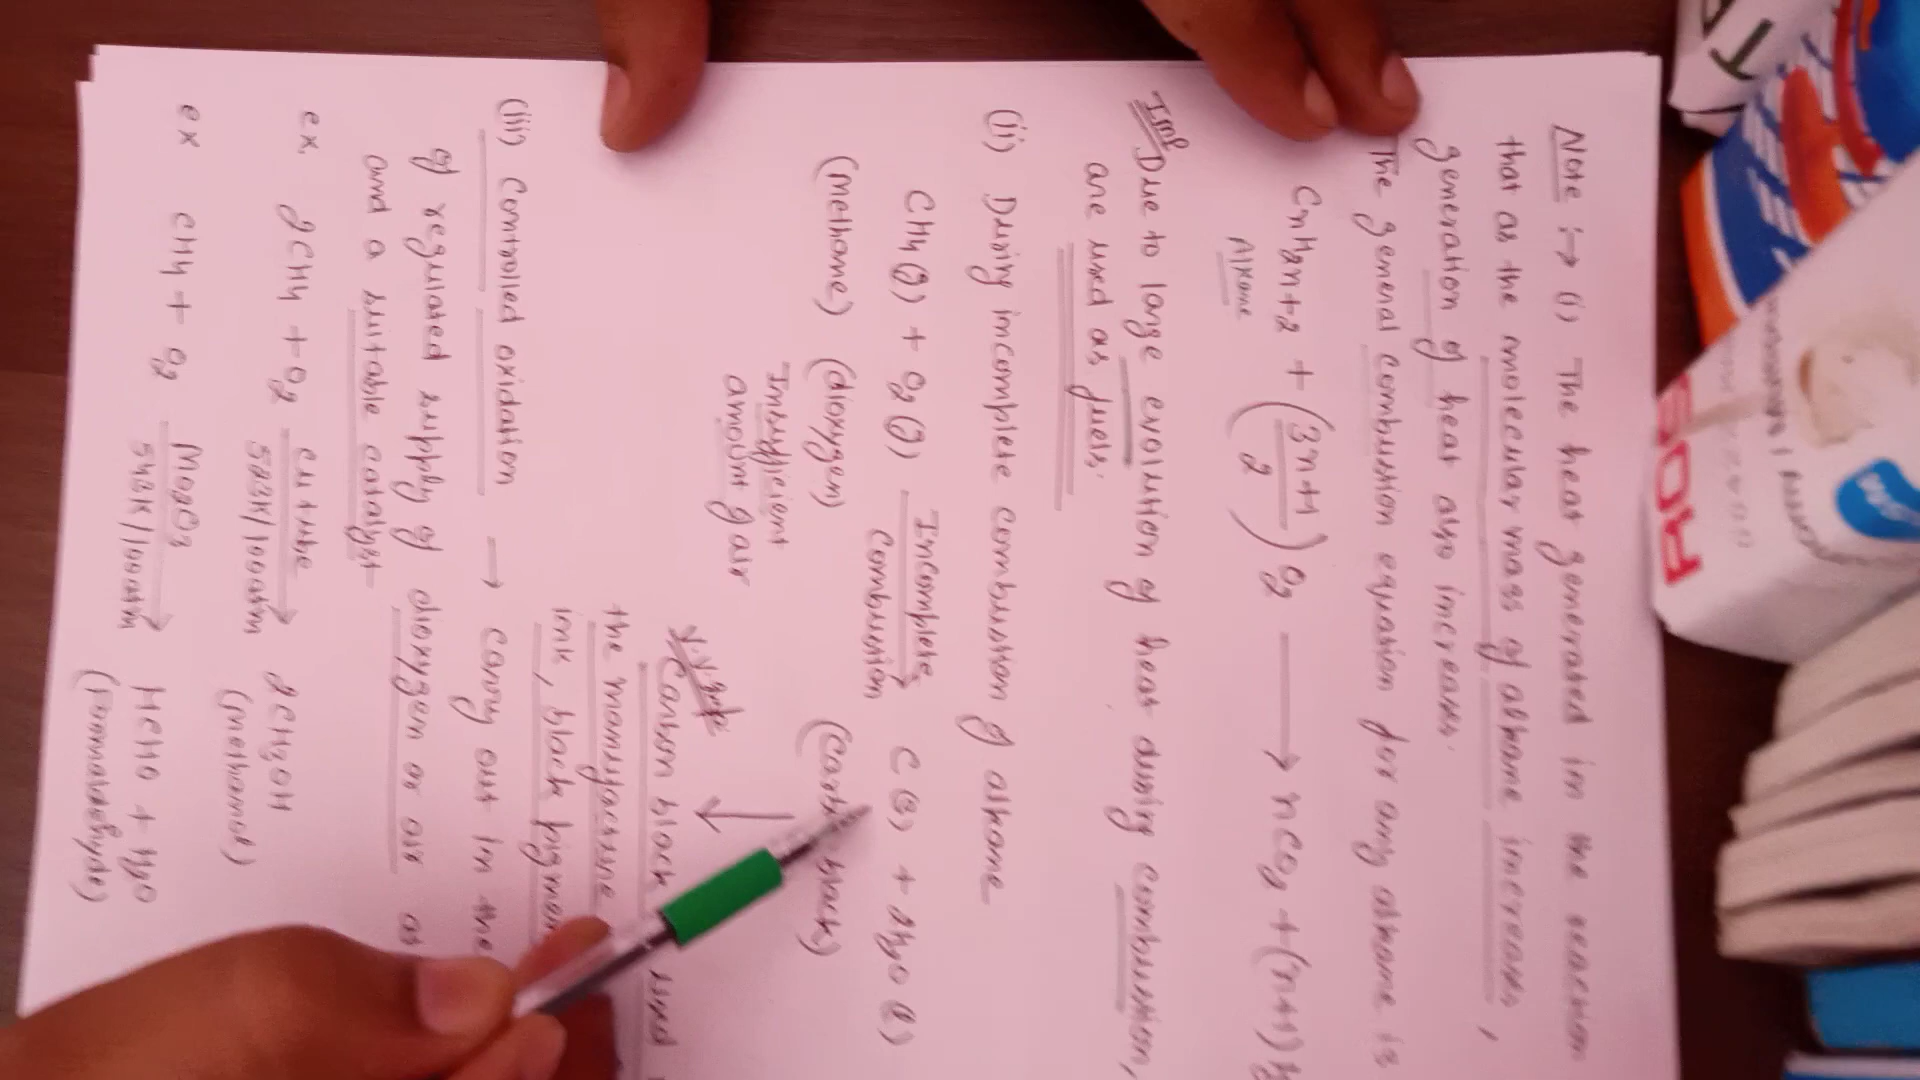 Note :→ (i) The heat generated in the reaction
that as the molecular mass of alkane increases,
generation of heat also increases.
The general combustion equation for any alkane is
CnH2n+2 + (3n+1/2) O2 → nCO2 + (n+1) H
Alkane
Imp Due to large evolution of heat during combustion,
are used as fuels.
(ii) During incomplete combustion of alkane
CH4(g) + O2(g) Incomplete Combustion → C(s) + 2H2O(l)
(methane) (dioxygen) (Carbon black)
Insufficient
amount of air
V.V. Carbon black used
the manufacture
ink, black pigmen
(iii) Controlled oxidation → Carry out in the
of regulated supply of dioxygen or air at
and a suitable catalyst
ex. 2CH4 + O2 Cu tube 523K/100atm → 2CH3OH
(methanol)
ex CH4 + O2 Mo2O3 543K/100atm → HCHO + H2O
(formaldehyde)
ADE